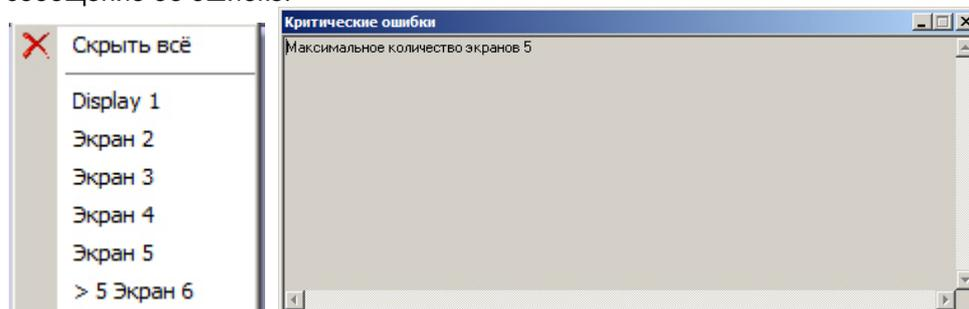 сообщение об ошибке.
Скрыть всё
Display 1
Экран 2
Экран 3
Экран 4
Экран 5
> 5 Экран 6
Критические ошибки
Максимальное количество экранов 5